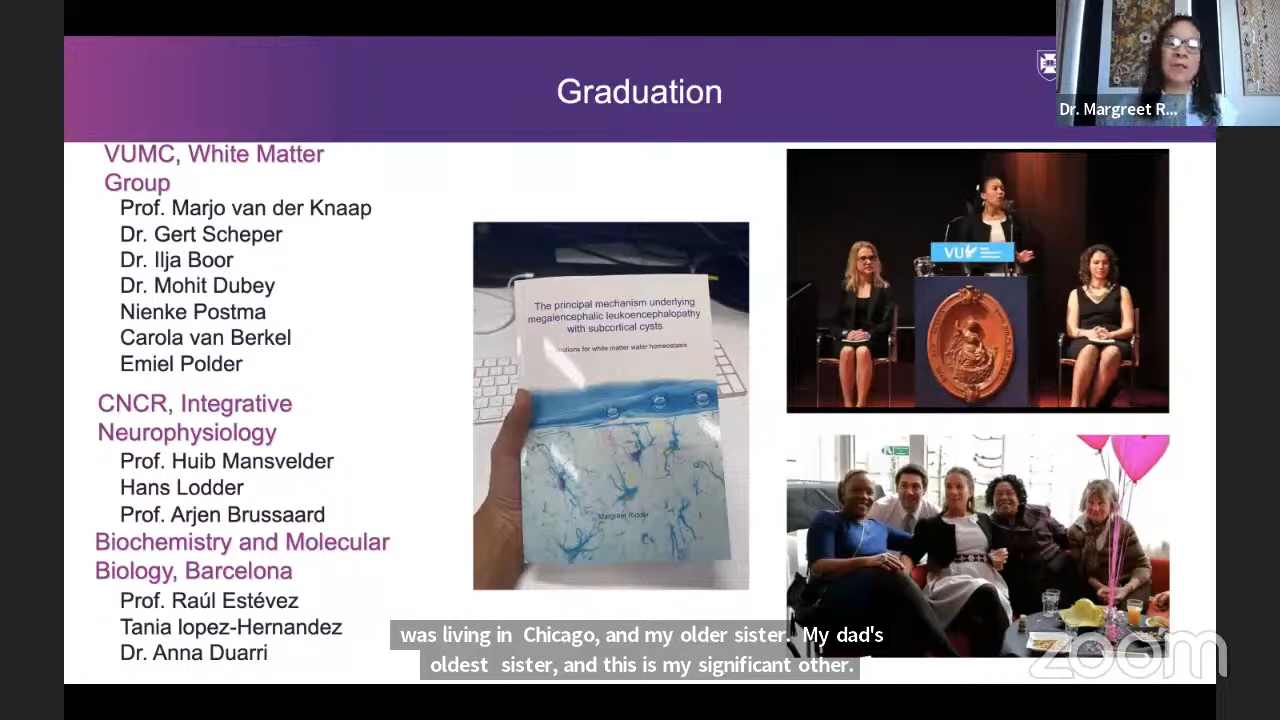 Graduation
Dr. Margreet R...
VUMC, White Matter
Group
Prof. Marjo van der Knaap
Dr. Gert Scheper
Dr. Ilja Boor
Dr. Mohit Dubey
Nienke Postma
Carola van Berkel
Emiel Polder
CNCR, Integrative
Neurophysiology
Prof. Huib Mansvelder
Hans Lodder
Prof. Arjen Brussaard
Biochemistry and Molecular
Biology, Barcelona
Prof. Raúl Estévez
Tania lopez-Hernandez
Dr. Anna Duarri
The principal mechanism underlying
megalencephalic leukoencephalopathy
with subcortical cysts
for white matter water homeostasis
Margreet Ridder
VU
was living in Chicago, and my older sister. My dad's
oldest sister, and this is my significant other.
zoom